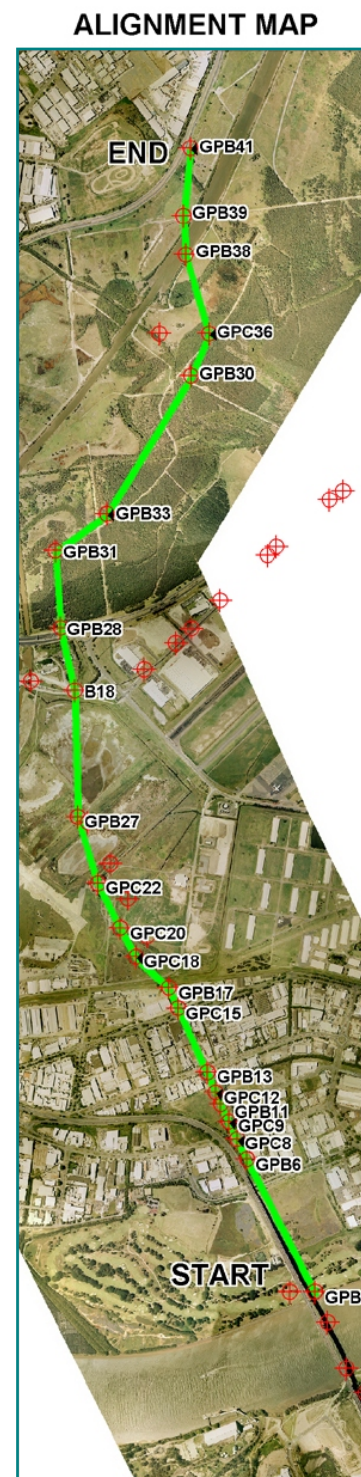 ALIGNMENT MAP
END
GPB41
GPB39
GPB38
GPC36
GPB30
GPB33
GPB31
GPB28
B18
GPB27
GPC22
GPC20
GPC18
GPB17
GPC15
GPB13
GPC12
GPB11
GPC9
GPC8
GPB6
START
GPB